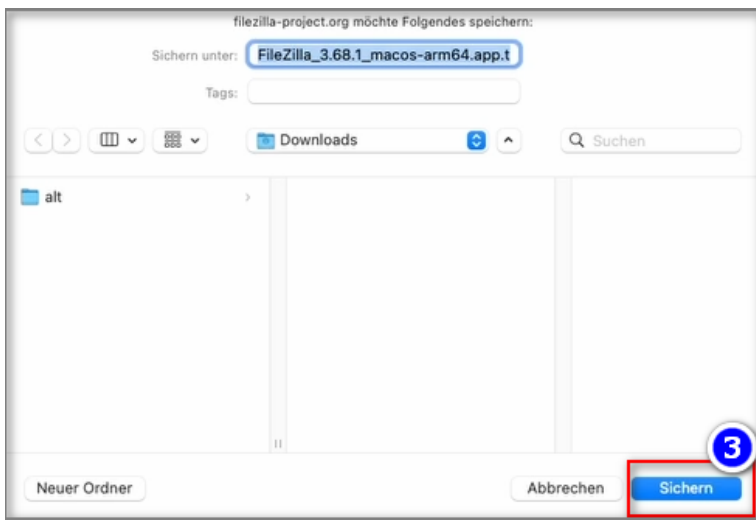 filezilla-project.org möchte Folgendes speichern:
Sichern unter: FileZilla_3.68.1_macos-arm64.app.t
Tags:
Downloads
Suchen
alt
3
Neuer Ordner
Abbrechen
Sichern